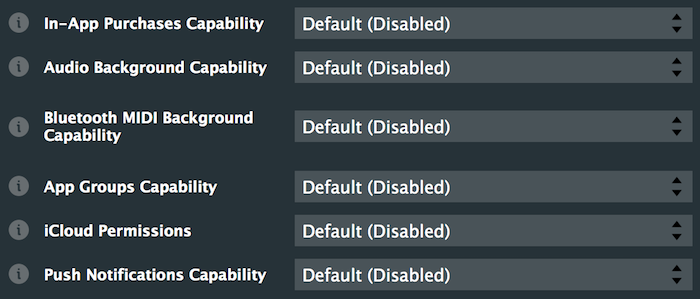 In-App Purchases Capability Default (Disabled)
Audio Background Capability Default (Disabled)
Bluetooth MIDI Background
Capability Default (Disabled)
App Groups Capability Default (Disabled)
iCloud Permissions Default (Disabled)
Push Notifications Capability Default (Disabled)